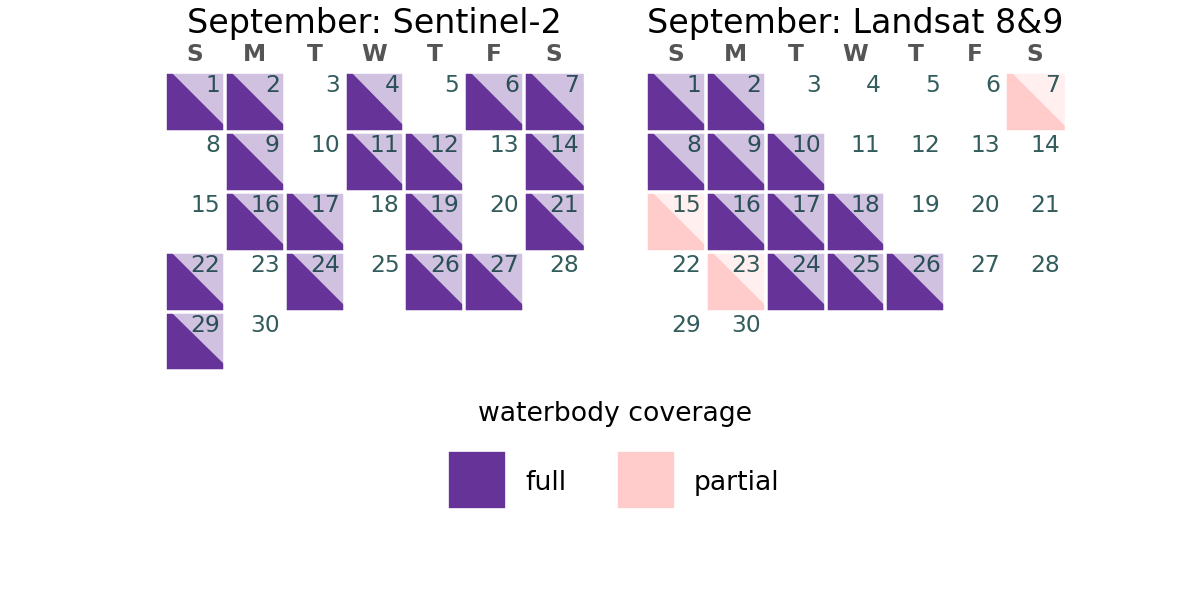 September: Sentinel-2
S M T W T F S
1 2 3 4 5 6 7
8 9 10 11 12 13 14
15 16 17 18 19 20 21
22 23 24 25 26 27 28
29 30
September: Landsat 8&9
S M T W T F S
1 2 3 4 5 6 7
8 9 10 11 12 13 14
15 16 17 18 19 20 21
22 23 24 25 26 27 28
29 30
waterbody coverage
full
partial